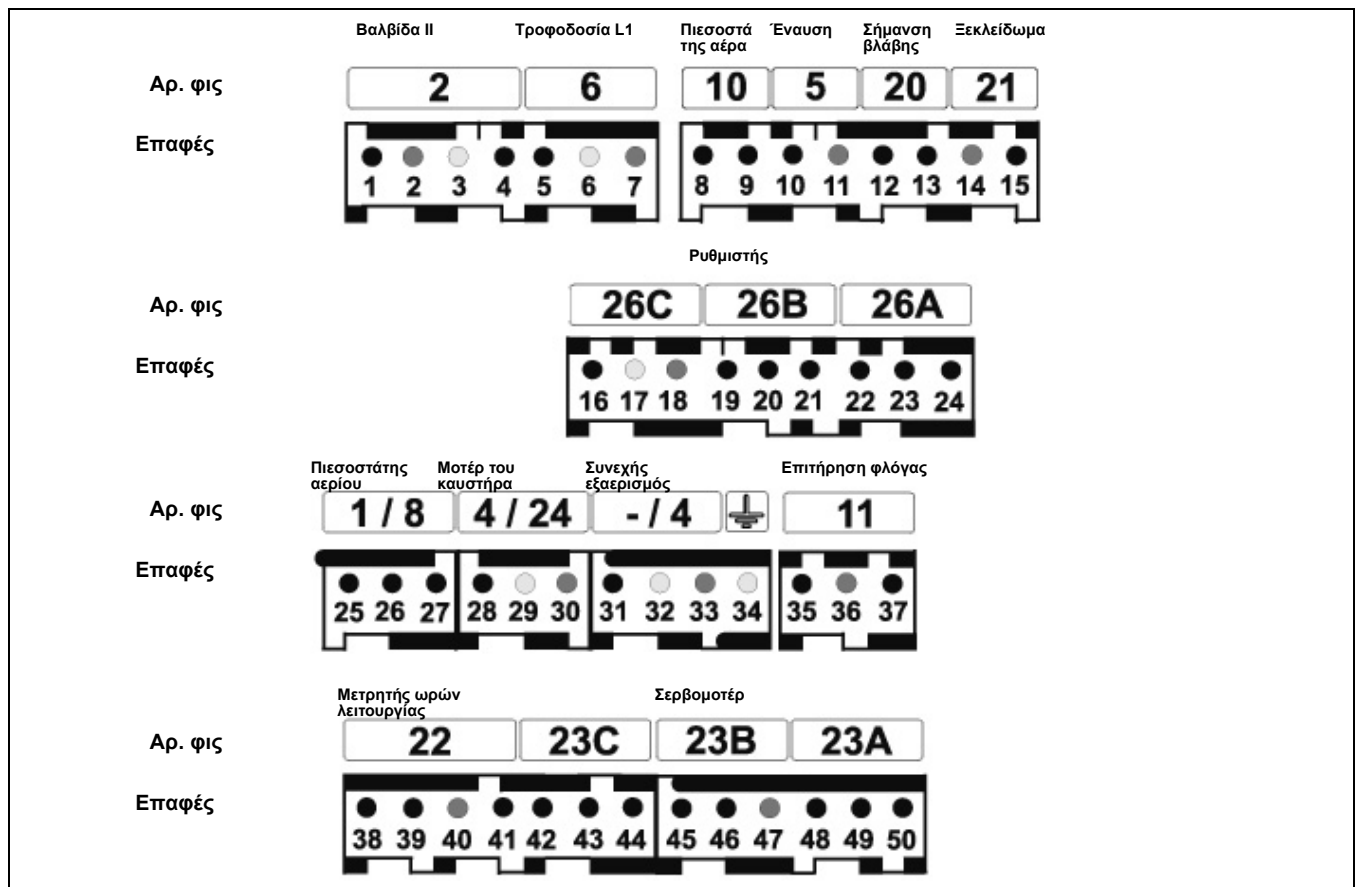 Βαλβίδα II Τροφοδοσία L1 Πιεσοστά Έναυση Σήμανση Ξεκλείδωμα
της αέρα βλάβης
Αρ. φις 2 6 10 5 20 21
Επαφές
1 2 3 4 5 6 7 8 9 10 11 12 13 14 15
Ρυθμιστής
Αρ. φις 26C 26B 26A
Επαφές
16 17 18 19 20 21 22 23 24
Πιεσοστάτης Μοτέρ του Συνεχής Επιτήρηση φλόγας
αερίου καυστήρα εξαερισμός
Αρ. φις 1 / 8 4 / 24 - / 4 11
Επαφές
25 26 27 28 29 30 31 32 33 34 35 36 37
Μετρητής ωρών Σερβομοτέρ
λειτουργίας
Αρ. φις 22 23C 23B 23A
Επαφές
38 39 40 41 42 43 44 45 46 47 48 49 50